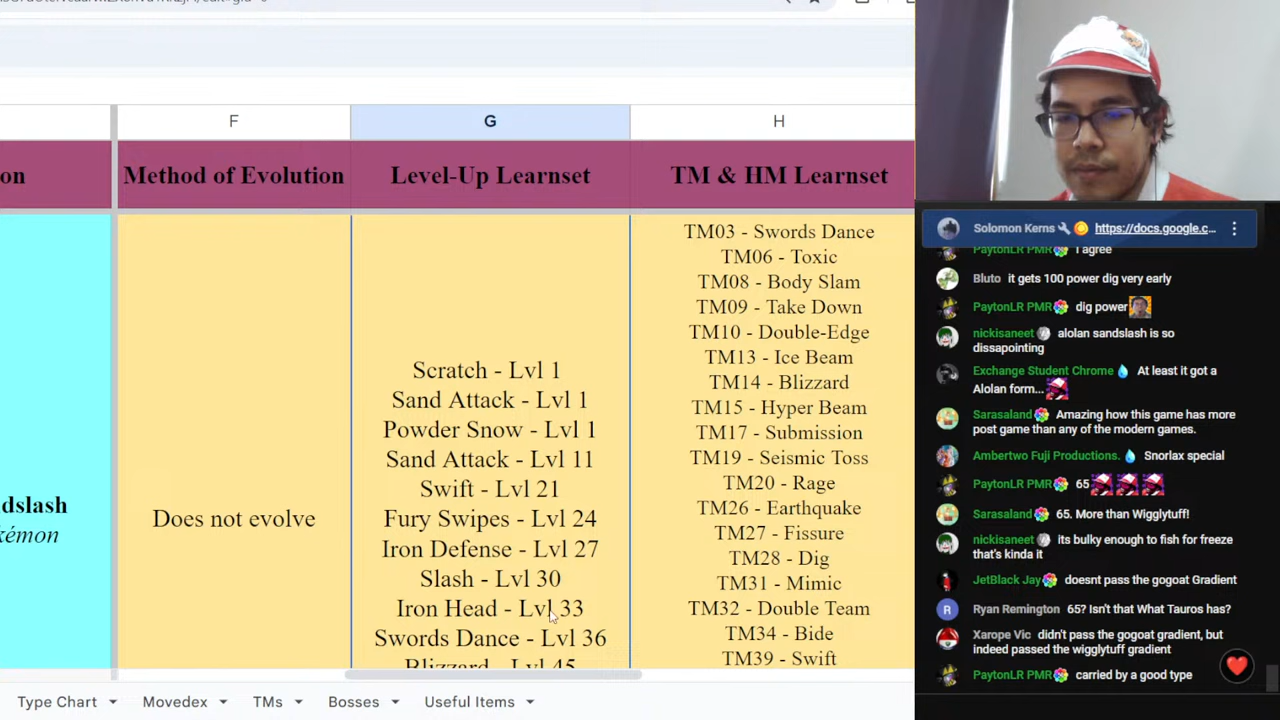 F
G
H
on
Method of Evolution
Level-Up Learnset
TM & HM Learnset
ndslash
kémon
Does not evolve
Scratch - Lvl 1
Sand Attack - Lvl 1
Powder Snow - Lvl 1
Sand Attack - Lvl 11
Swift - Lvl 21
Fury Swipes - Lvl 24
Iron Defense - Lvl 27
Slash - Lvl 30
Iron Head - Lvl 33
Swords Dance - Lvl 36
Blizzard - Lvl 45
TM03 - Swords Dance
TM06 - Toxic
TM08 - Body Slam
TM09 - Take Down
TM10 - Double-Edge
TM13 - Ice Beam
TM14 - Blizzard
TM15 - Hyper Beam
TM17 - Submission
TM19 - Seismic Toss
TM20 - Rage
TM26 - Earthquake
TM27 - Fissure
TM28 - Dig
TM31 - Mimic
TM32 - Double Team
TM34 - Bide
TM39 - Swift
Type Chart
Movedex
TMs
Bosses
Useful Items
Solomon Kerns https://docs.google.c...
PaytonLR PMR I agree
Bluto it gets 100 power dig very early
PaytonLR PMR dig power
nickisaneet alolan sandslash is so
dissapointing
Exchange Student Chrome At least it got a
Alolan form...
Sarasaland Amazing how this game has more
post game than any of the modern games.
Ambertwo Fuji Productions. Snorlax special
PaytonLR PMR 65
Sarasaland 65. More than Wigglytuff!
nickisaneet its bulky enough to fish for freeze
that's kinda it
JetBlack Jay doesnt pass the gogoat Gradient
Ryan Remington 65? Isn't that What Tauros has?
Xarope Vic didn't pass the gogoat gradient, but
indeed passed the wigglytuff gradient
PaytonLR PMR carried by a good type